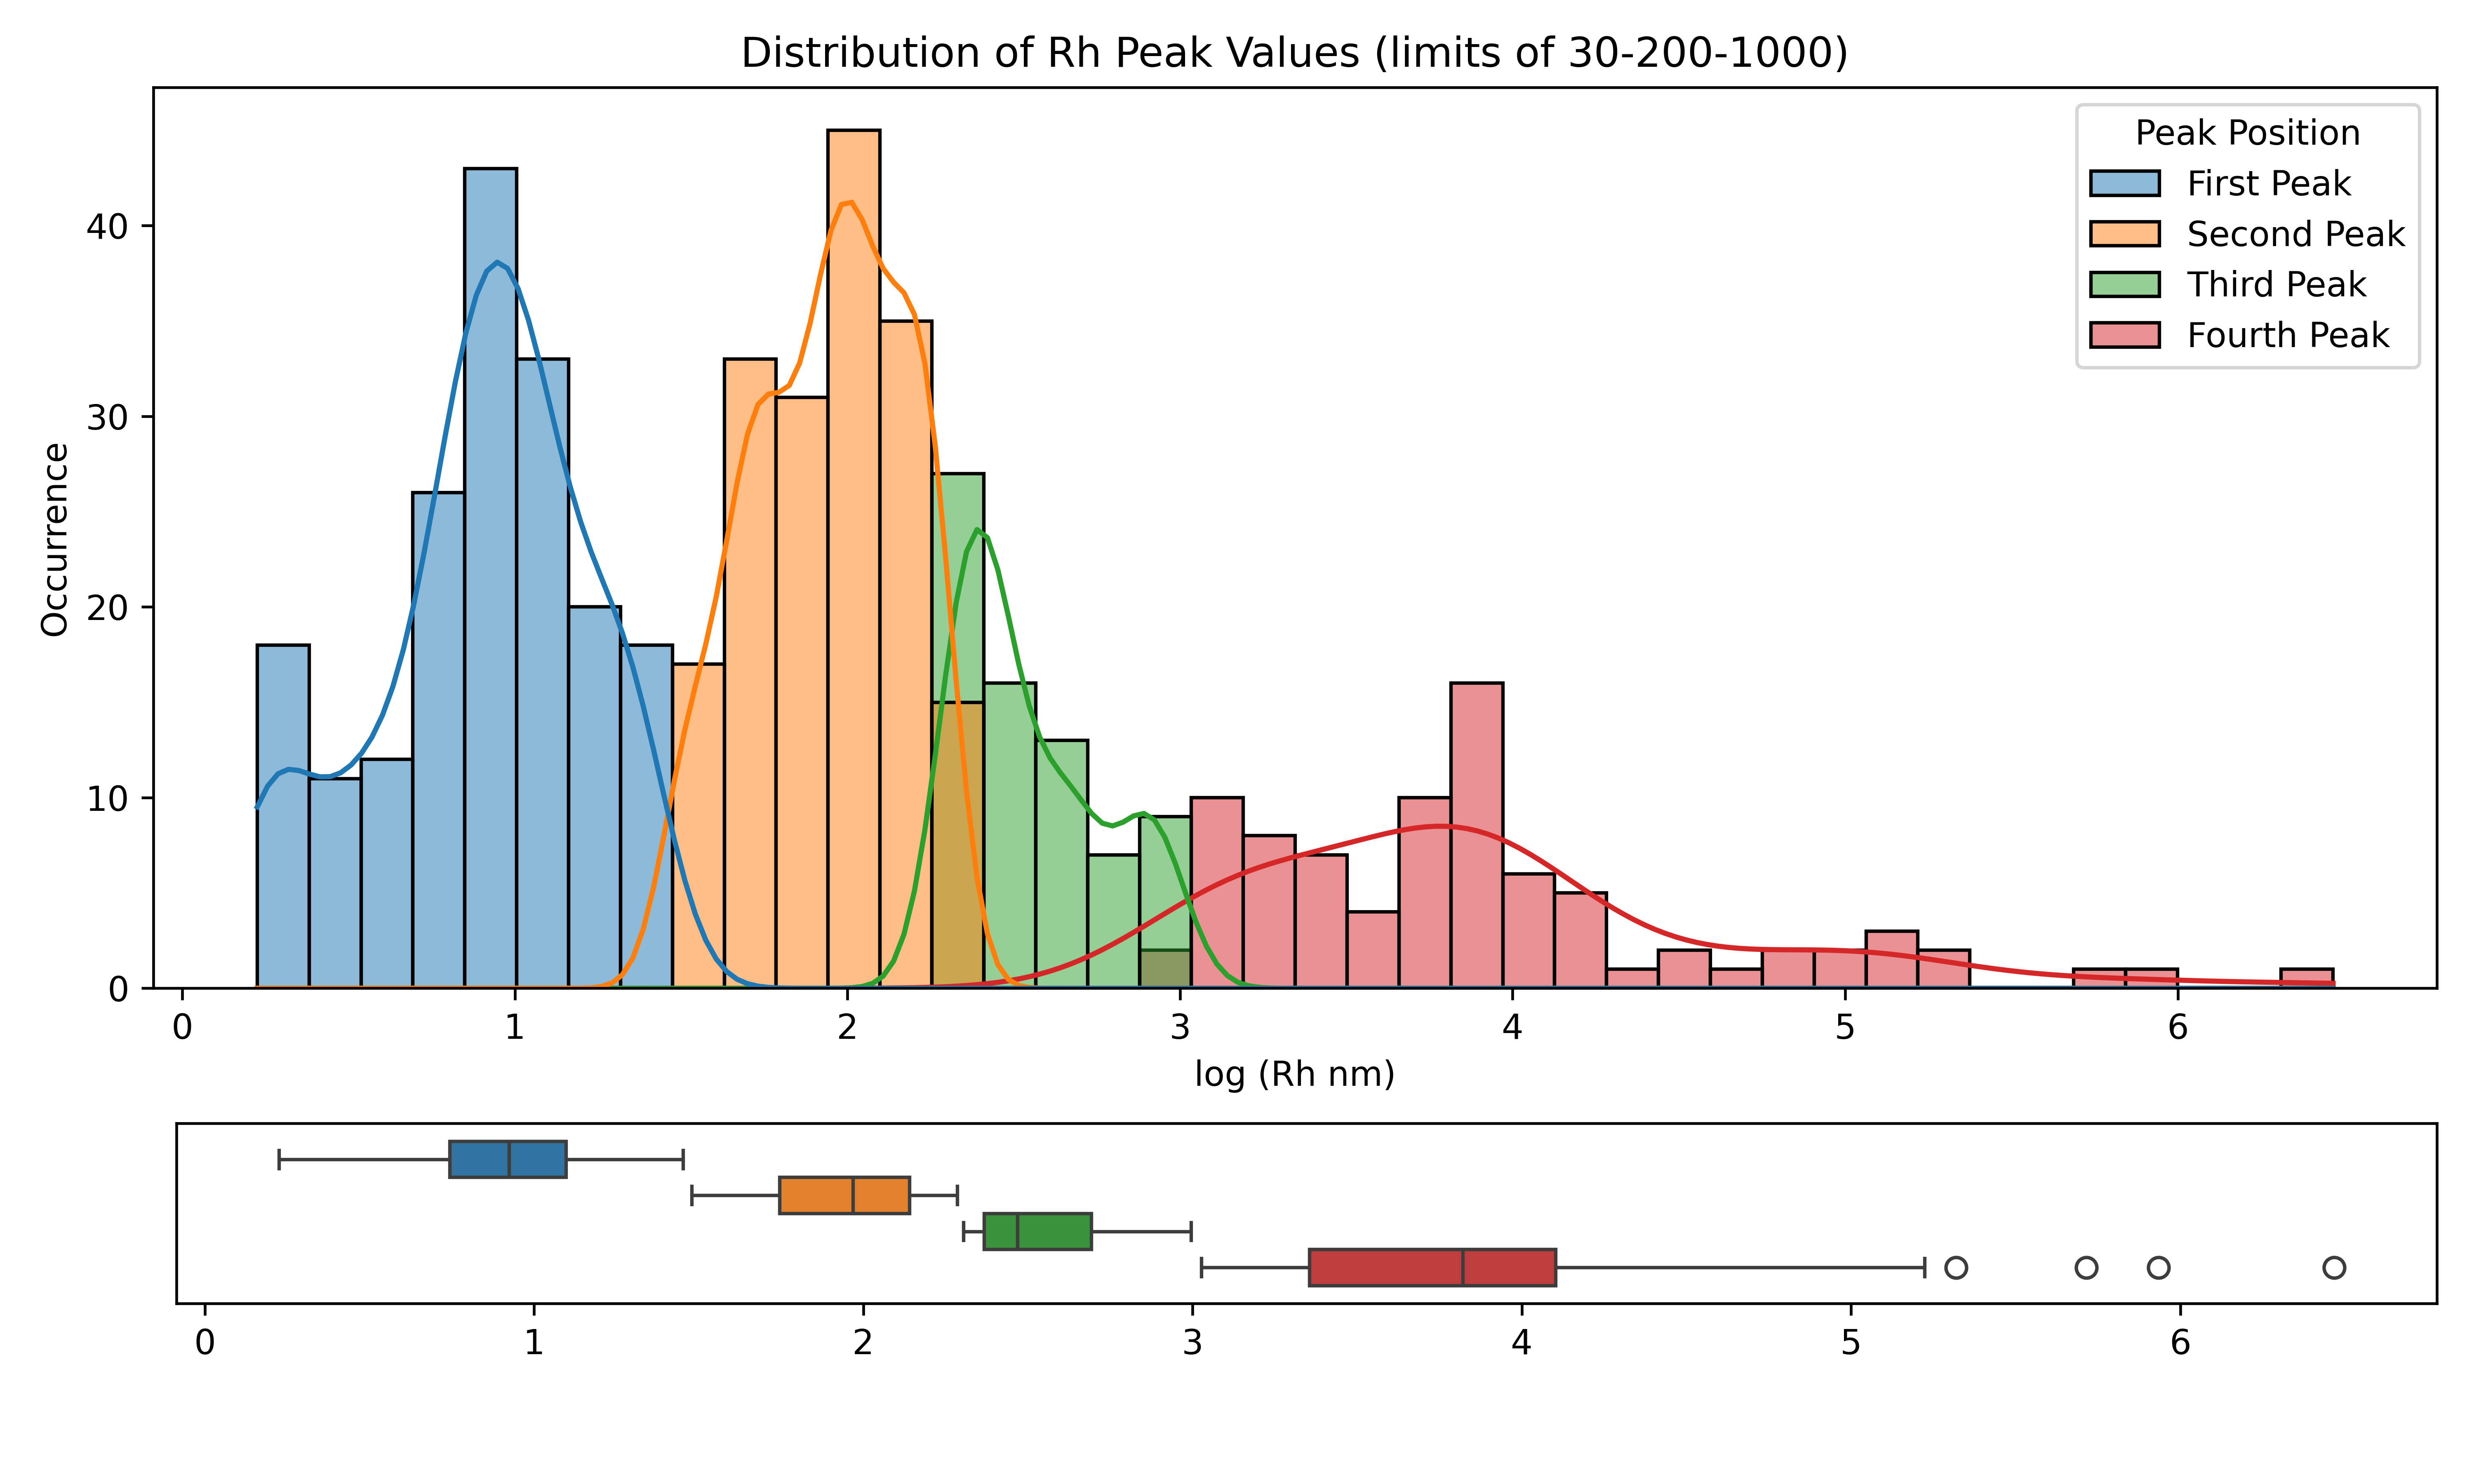 Distribution of Rh Peak Values (limits of 30-200-1000)
Peak Position
First Peak
Second Peak
Third Peak
Fourth Peak
Occurrence
40
30
20
10
0
0 1 2 3 4 5 6
log (Rh nm)
0 1 2 3 4 5 6